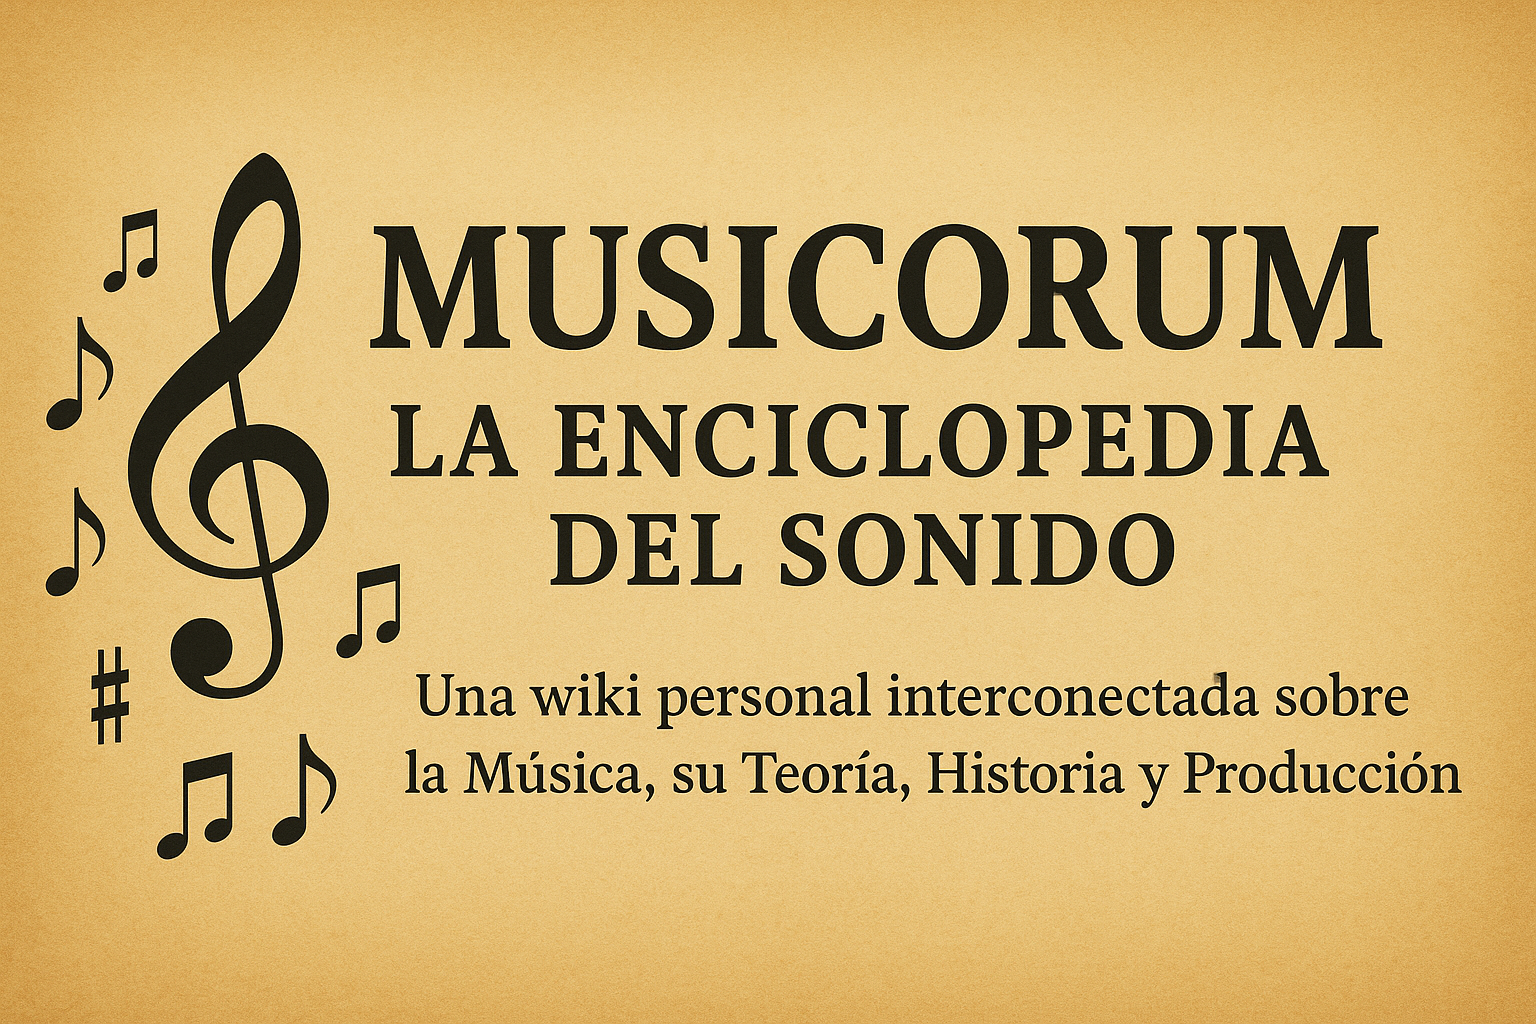 MUSICORUM
LA ENCICLOPEDIA
DEL SONIDO
Una wiki personal interconectada sobre
la Música, su Teoría, Historia y Producción